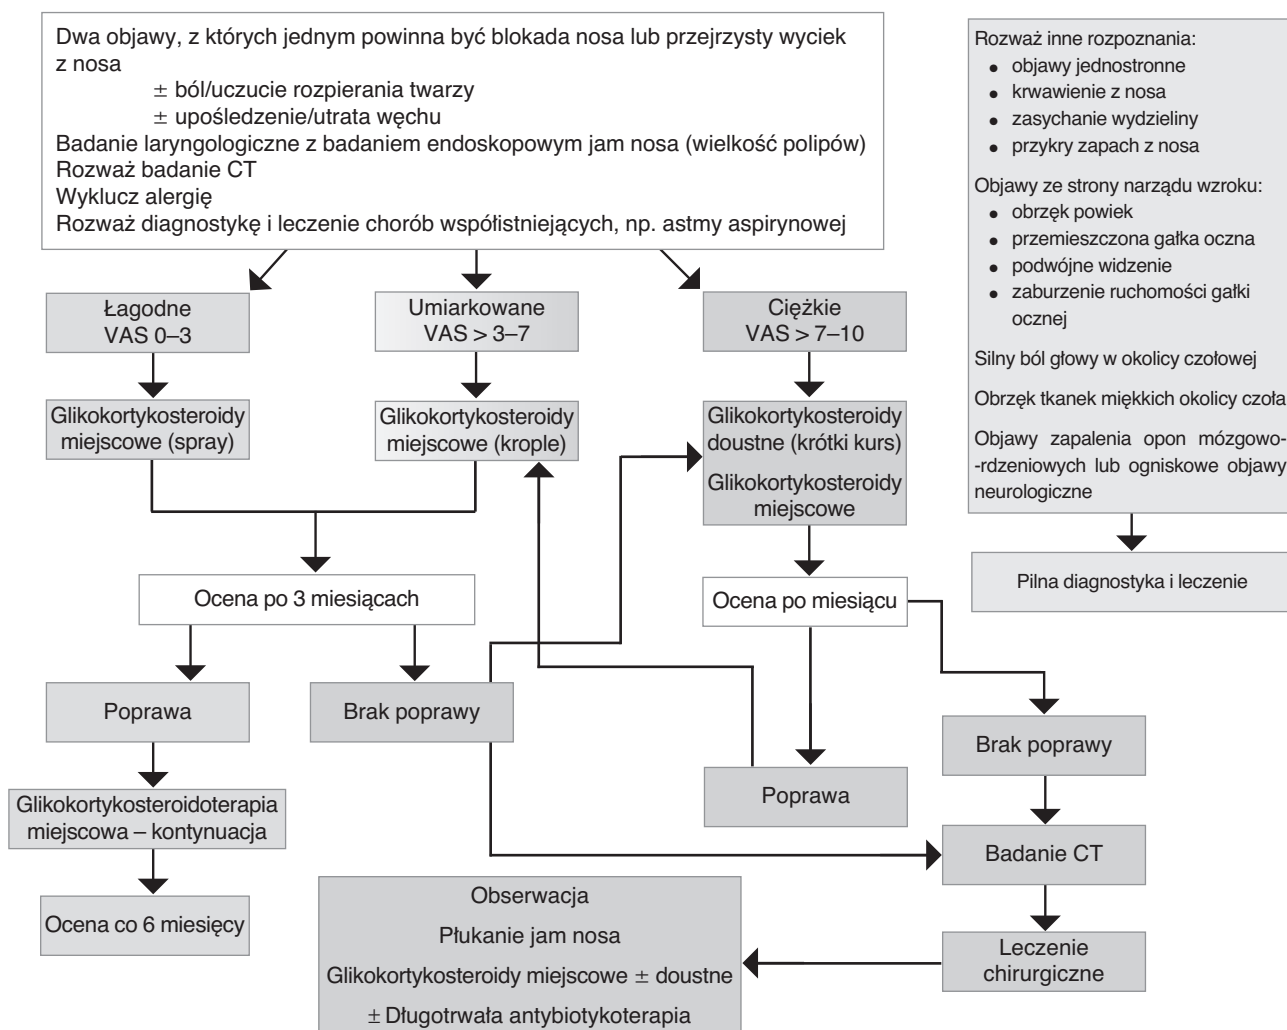 Dwa objawy, z których jednym powinna być blokada nosa lub przejrzysty wyciek
z nosa
± ból/uczucie rozpierania twarzy
± upośledzenie/utrata węchu
Badanie laryngologiczne z badaniem endoskopowym jam nosa (wielkość polipów)
Rozważ badanie CT
Wyklucz alergię
Rozważ diagnostykę i leczenie chorób współistniejących, np. astmy aspirynowej
Łagodne
VAS 0–3
Umiarkowane
VAS > 3–7
Ciężkie
VAS > 7–10
Glikokortykosteroidy
miejscowe (spray)
Glikokortykosteroidy
miejscowe (krople)
Glikokortykosteroidy
doustne (krótki kurs)
Glikokortykosteroidy
miejscowe
Ocena po 3 miesiącach
Ocena po miesiącu
Poprawa
Brak poprawy
Poprawa
Brak poprawy
Glikokortykosteroidoterapia
miejscowa – kontynuacja
Badanie CT
Ocena co 6 miesięcy
Leczenie
chirurgiczne
Obserwacja
Płukanie jam nosa
Glikokortykosteroidy miejscowe ± doustne
± Długotrwała antybiotykoterapia
Rozważ inne rozpoznania:
● objawy jednostronne
● krwawienie z nosa
● zasychanie wydzieliny
● przykry zapach z nosa
Objawy ze strony narządu wzroku:
● obrzęk powiek
● przemieszczona gałka oczna
● podwójne widzenie
● zaburzenie ruchomości gałki
ocznej
Silny ból głowy w okolicy czołowej
Obrzęk tkanek miękkich okolicy czoła
Objawy zapalenia opon mózgowo-
-rdzeniowych lub ogniskowe objawy
neurologiczne
Pilna diagnostyka i leczenie